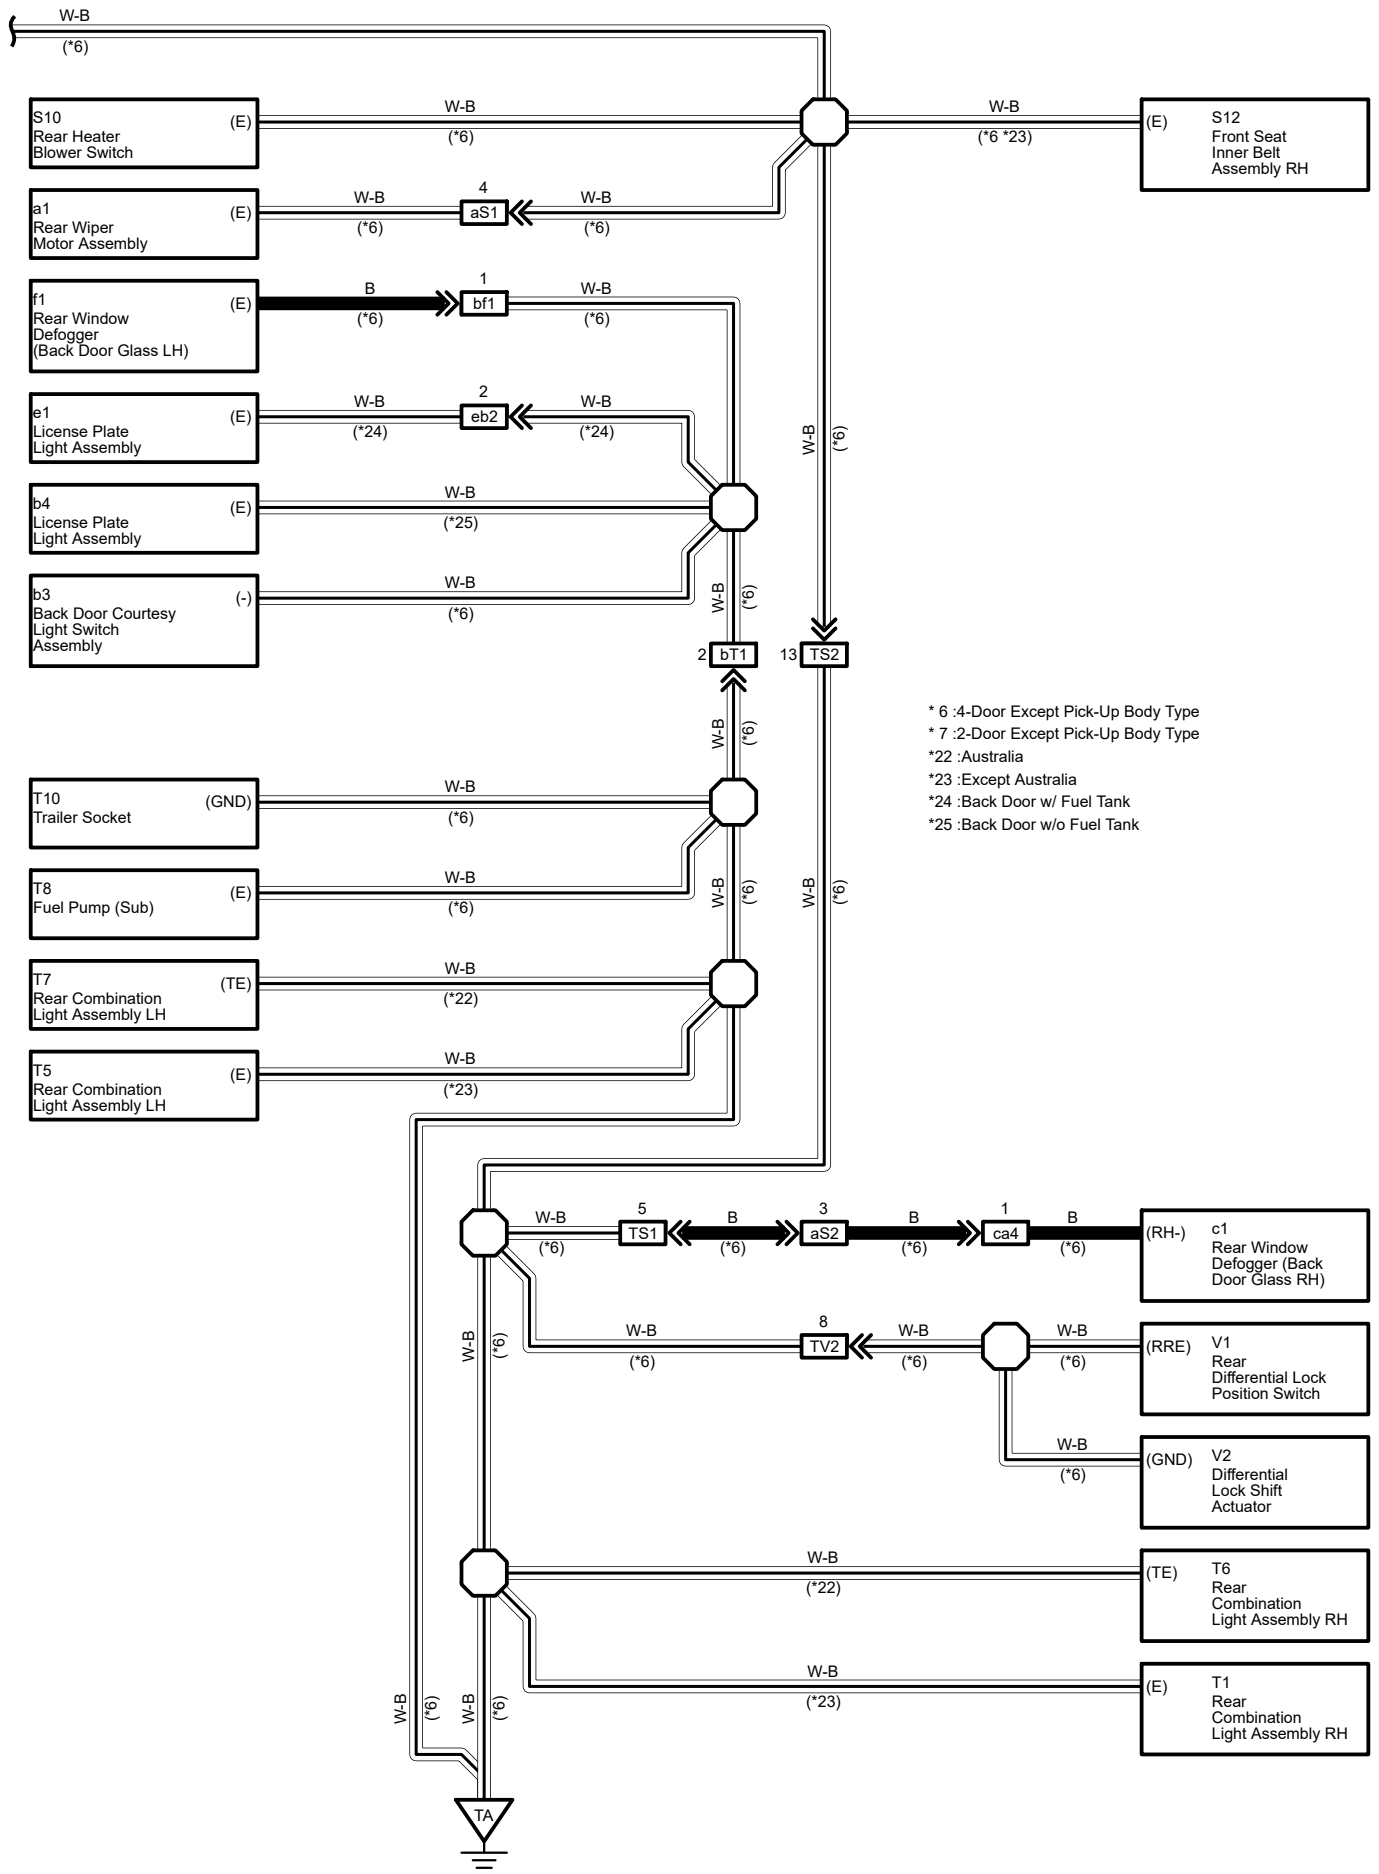 W-B
(*6)
S10
Rear Heater
Blower Switch
(E)
W-B
(*6)
W-B
(*6 *23)
(E)
S12
Front Seat
Inner Belt
Assembly RH
a1
Rear Wiper
Motor Assembly
(E)
W-B
(*6)
4
aS1
W-B
(*6)
f1
Rear Window
Defogger
(Back Door Glass LH)
(E)
B
(*6)
1
bf1
W-B
(*6)
e1
License Plate
Light Assembly
(E)
W-B
(*24)
2
eb2
W-B
(*24)
W-B
(*6)
b4
License Plate
Light Assembly
(E)
W-B
(*25)
b3
Back Door Courtesy
Light Switch
Assembly
(-)
W-B
(*6)
W-B
(*6)
2
bT1
13
TS2
W-B
(*6)
* 6 :4-Door Except Pick-Up Body Type
* 7 :2-Door Except Pick-Up Body Type
*22 :Australia
*23 :Except Australia
*24 :Back Door w/ Fuel Tank
*25 :Back Door w/o Fuel Tank
T10
Trailer Socket
(GND)
W-B
(*6)
T8
Fuel Pump (Sub)
(E)
W-B
(*6)
W-B
(*6)
W-B
(*6)
T7
Rear Combination
Light Assembly LH
(TE)
W-B
(*22)
T5
Rear Combination
Light Assembly LH
(E)
W-B
(*23)
W-B
(*6)
5
TS1
B
(*6)
3
aS2
B
(*6)
1
ca4
B
(*6)
(RH-)
c1
Rear Window
Defogger (Back
Door Glass RH)
W-B
(*6)
W-B
(*6)
8
TV2
W-B
(*6)
W-B
(*6)
(RRE)
V1
Rear
Differential Lock
Position Switch
W-B
(*6)
(GND)
V2
Differential
Lock Shift
Actuator
W-B
(*22)
(TE)
T6
Rear
Combination
Light Assembly RH
W-B
(*23)
(E)
T1
Rear
Combination
Light Assembly RH
W-B
(*6)
W-B
(*6)
TA